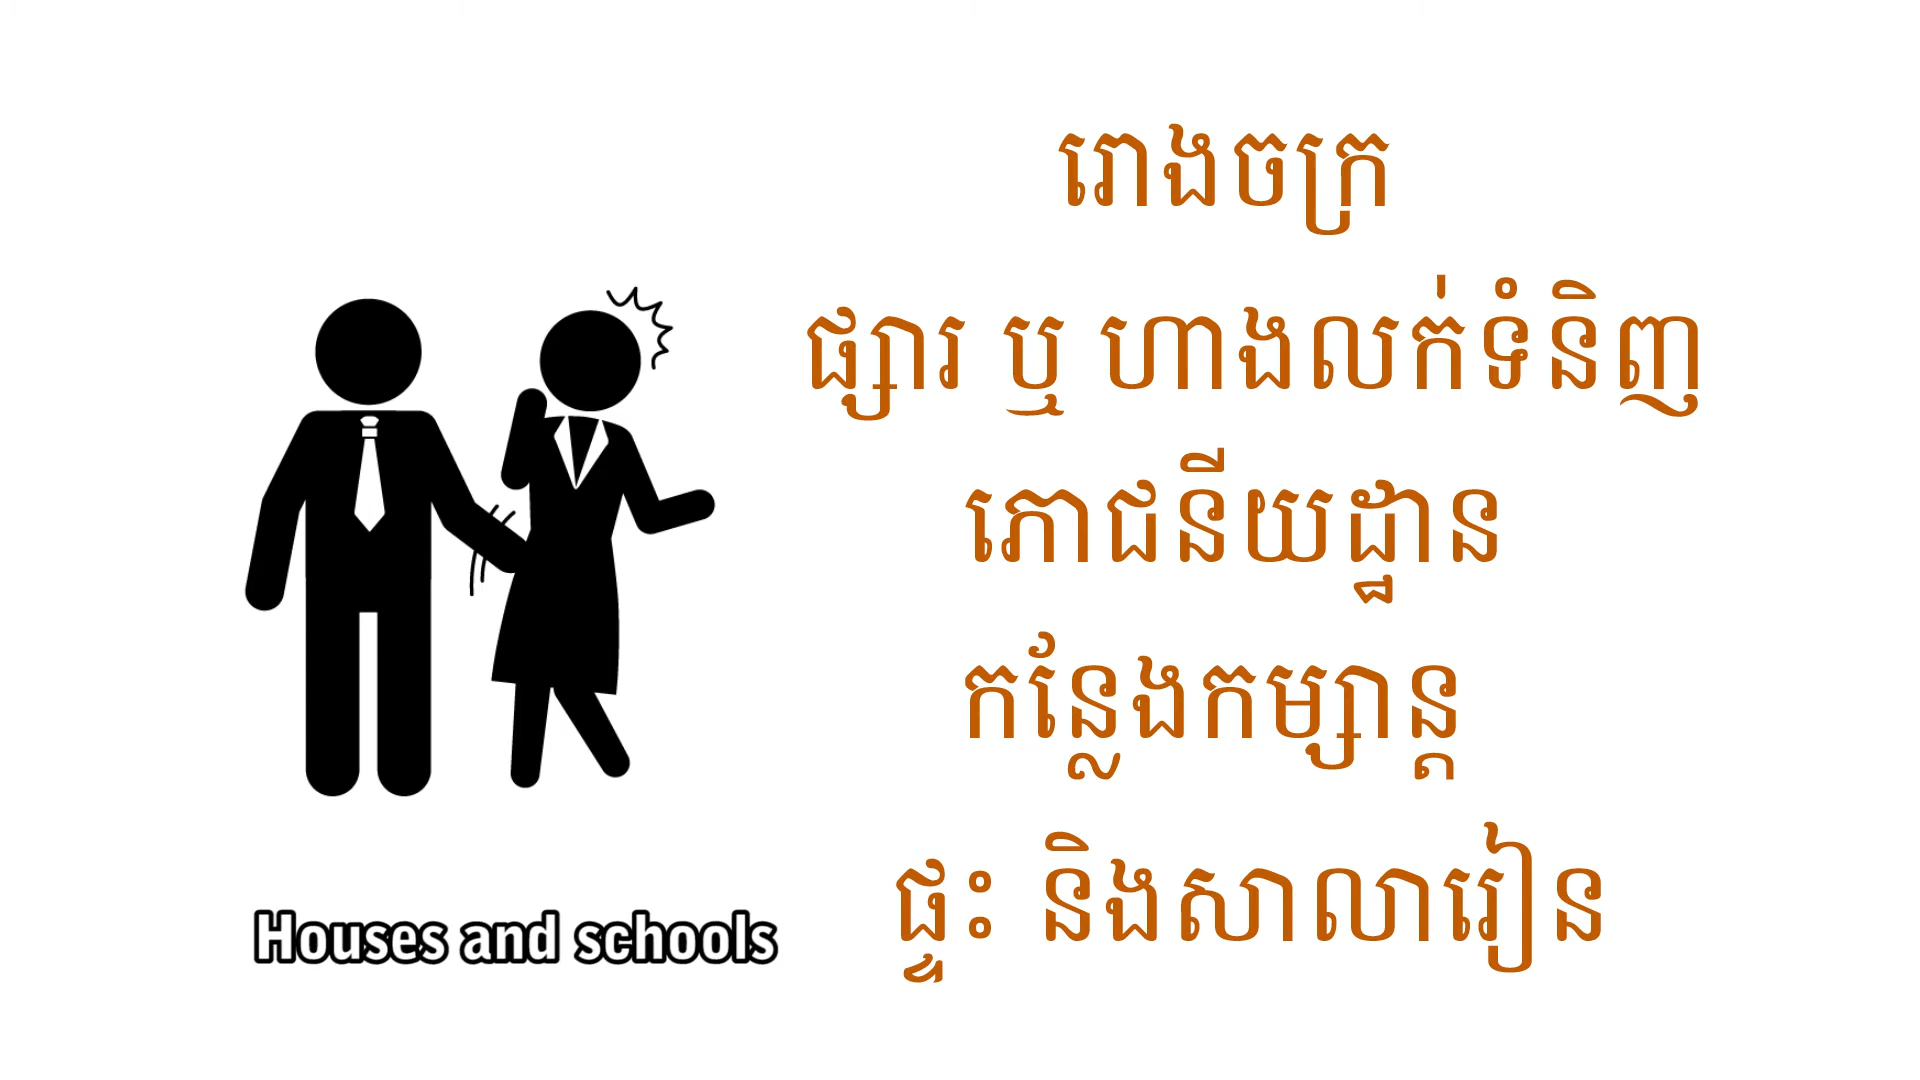 រោងចក្រ
ផ្សារ ឬ ហាងលក់ទំនិញ
ភោជនីយដ្ឋាន
កន្លែងកម្សាន្ត
ផ្ទះ និងសាលារៀន
Houses and schools